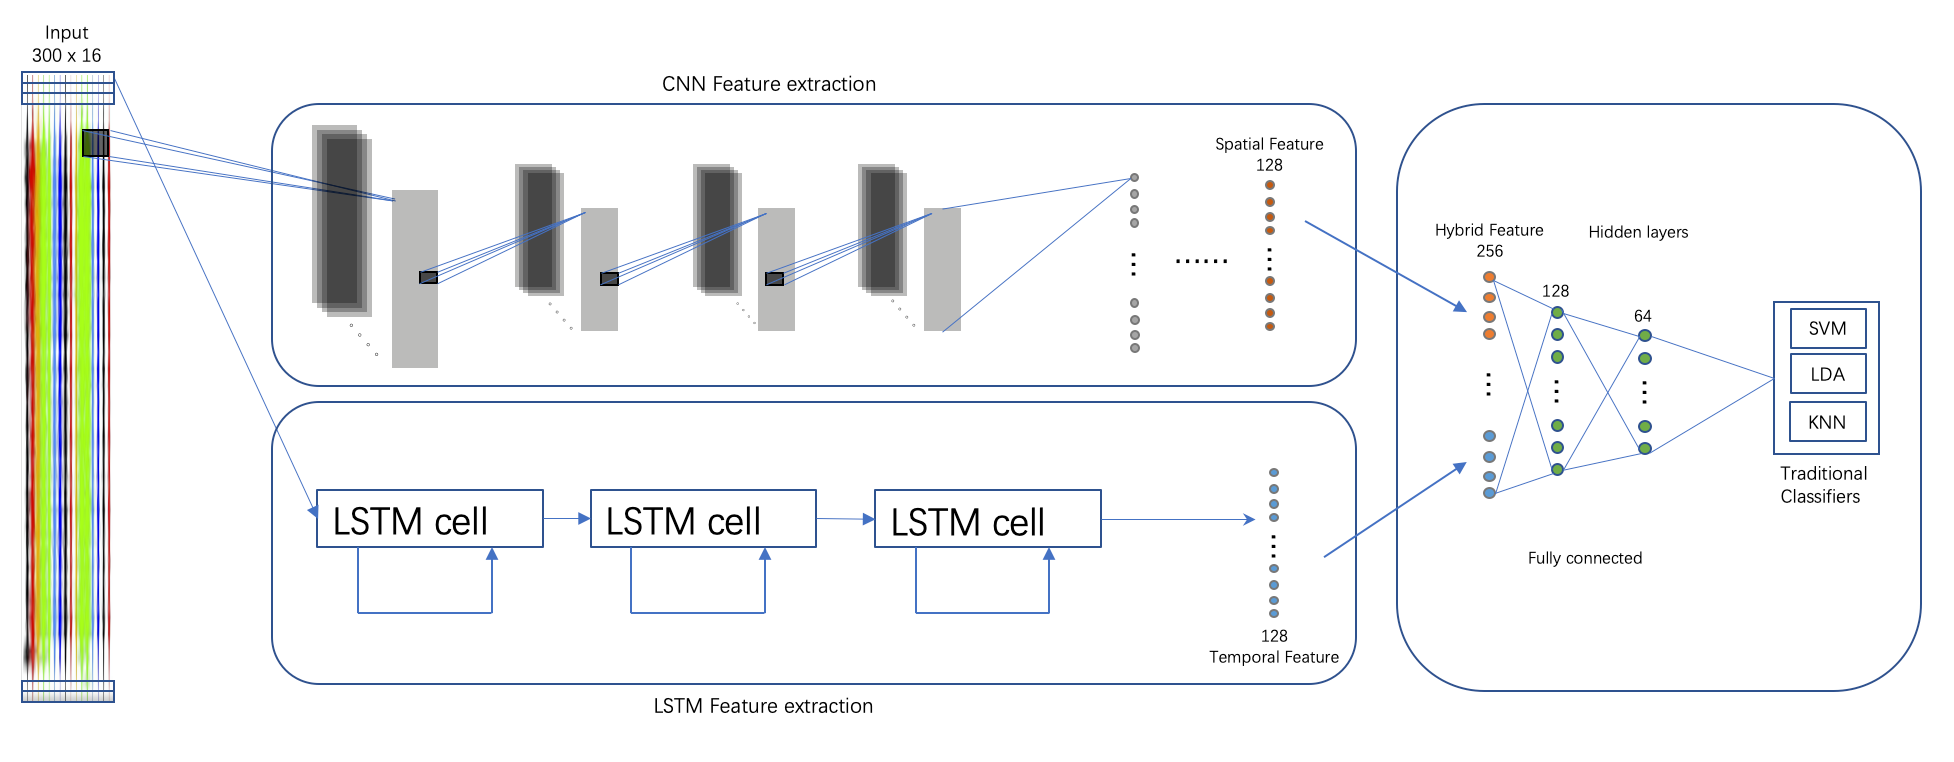 Input
300 x 16
CNN Feature extraction
Spatial Feature
128
LSTM cell
LSTM cell
LSTM cell
128
Temporal Feature
LSTM Feature extraction
Hybrid Feature
256
Hidden layers
128
64
SVM
LDA
KNN
Traditional
Classifiers
Fully connected